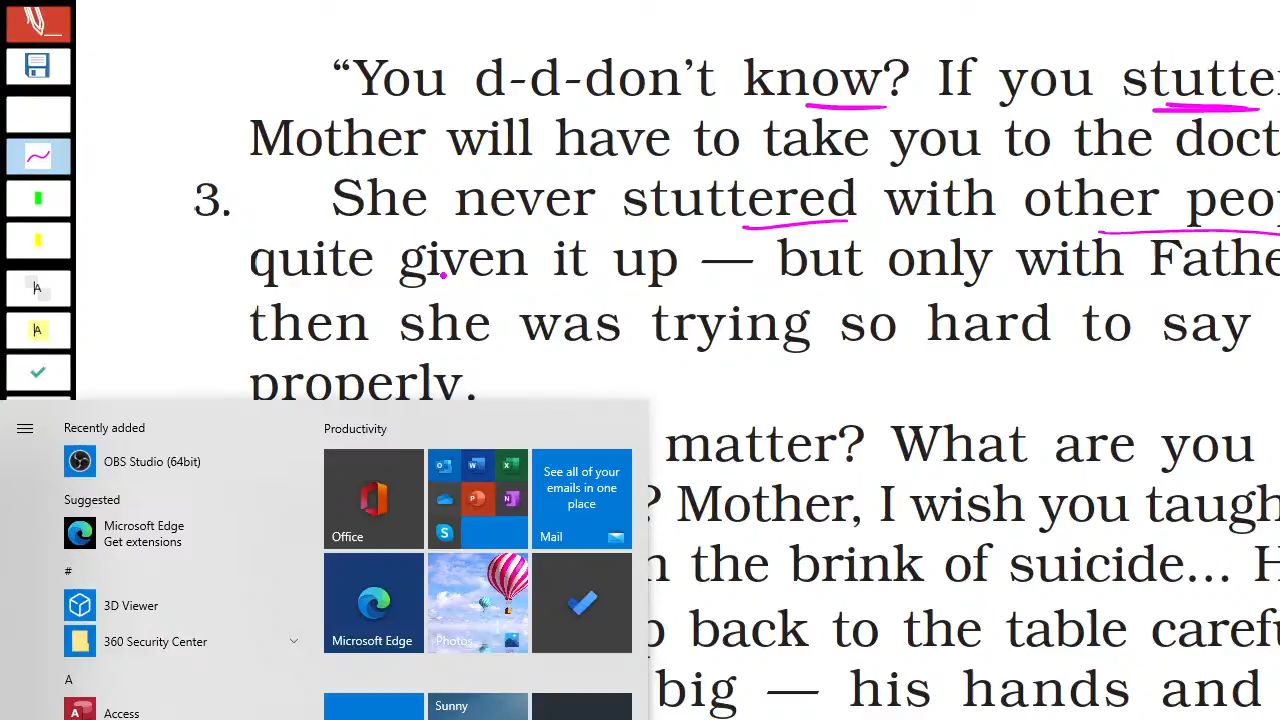 “You d-d-don’t know? If you stutte
Mother will have to take you to the doct
3. She never stuttered with other peop
quite given it up — but only with Fathe
then she was trying so hard to say
properly.
matter? What are you
? Mother, I wish you taugh
the brink of suicide... H
back to the table carefu
big — his hands and
Recently added
OBS Studio (64bit)
Suggested
Microsoft Edge
Get extensions
#
3D Viewer
360 Security Center
A
Access
Productivity
Office
See all of your
emails in one
place
Mail
Microsoft Edge
Photos
Sunny